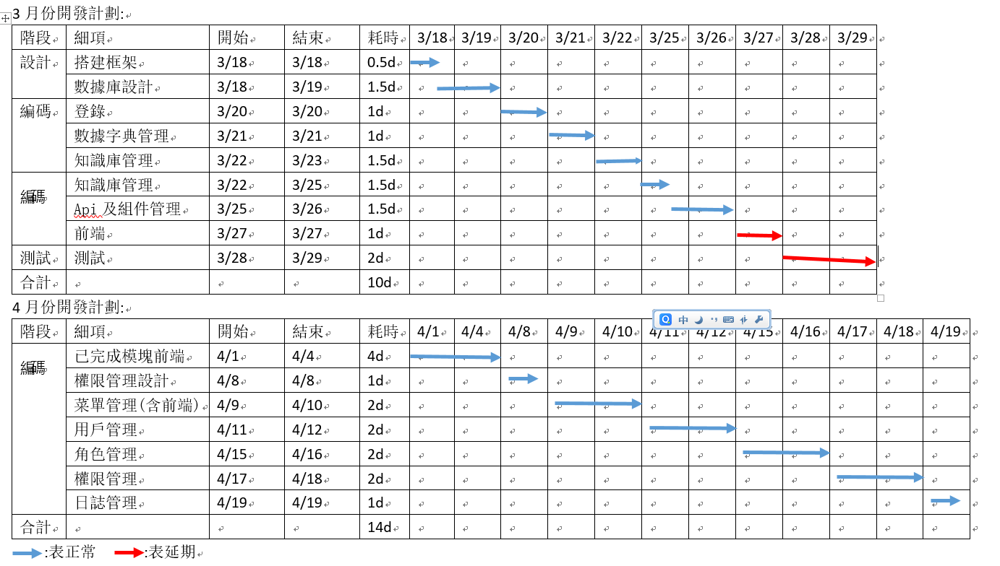 3 月份開發計劃:
階段 細項 開始 結束 耗時 3/18 3/19 3/20 3/21 3/22 3/25 3/26 3/27 3/28 3/29
設計 搭建框架 3/18 3/18 0.5d
數據庫設計 3/18 3/19 1.5d
編碼 登錄 3/20 3/20 1d
數據字典管理 3/21 3/21 1d
知識庫管理 3/22 3/23 1.5d
編碼 知識庫管理 3/22 3/25 1.5d
Api 及組件管理 3/25 3/26 1.5d
前端 3/27 3/27 1d
測試 測試 3/28 3/29 2d
合計 10d
4 月份開發計劃:
中
階段 細項 開始 結束 耗時 4/1 4/4 4/8 4/9 4/10 4/11 4/12 4/15 4/16 4/17 4/18 4/19
編碼 已完成模塊前端 4/1 4/4 4d
權限管理設計 4/8 4/8 1d
菜單管理(含前端) 4/9 4/10 2d
用戶管理 4/11 4/12 2d
角色管理 4/15 4/16 2d
權限管理 4/17 4/18 2d
日誌管理 4/19 4/19 1d
合計 14d
:表正常 :表延期